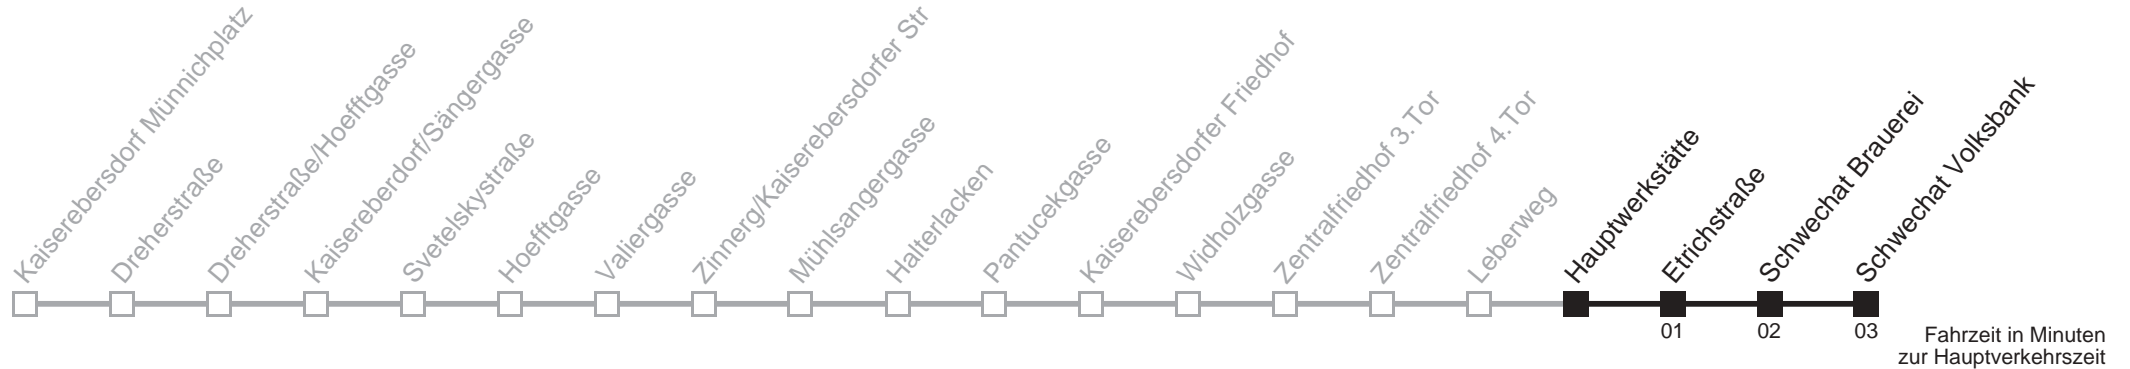 Kaiserebersdorf Münnichplatz
Dreherstraße
Dreherstraße/Hoefftgasse
Kaisereberdorf/Sängergasse
Svetelskystraße
Hoefftgasse
Valiergasse
Zinnerg/Kaiserebersdorfer Str
Mühlsangergasse
Halterlacken
Pantucekgasse
Kaiserebersdorfer Friedhof
Widholzgasse
Zentralfriedhof 3.Tor
Zentralfriedhof 4.Tor
Leberweg
Hauptwerkstätte
Etrichstraße
Schwechat Brauerei
Schwechat Volksbank
01
02
03
Fahrzeit in Minuten
zur Hauptverkehrszeit